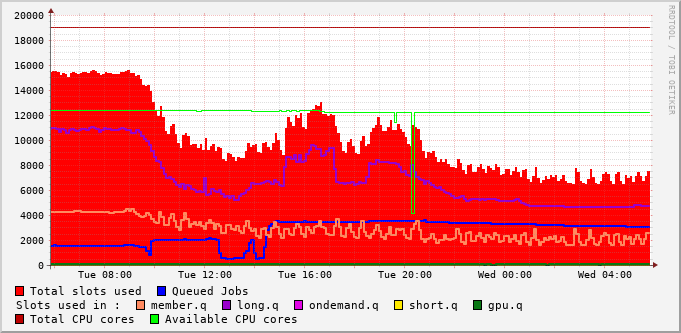 20000
18000
16000
14000
12000
10000
8000
6000
4000
2000
0
Tue 08:00 Tue 12:00 Tue 16:00 Tue 20:00 Wed 00:00 Wed 04:00
Total slots used Queued Jobs
Slots used in : member.q long.q ondemand.q short.q gpu.q
Total CPU cores Available CPU cores
RRDTOOL / TOBI OETIKER